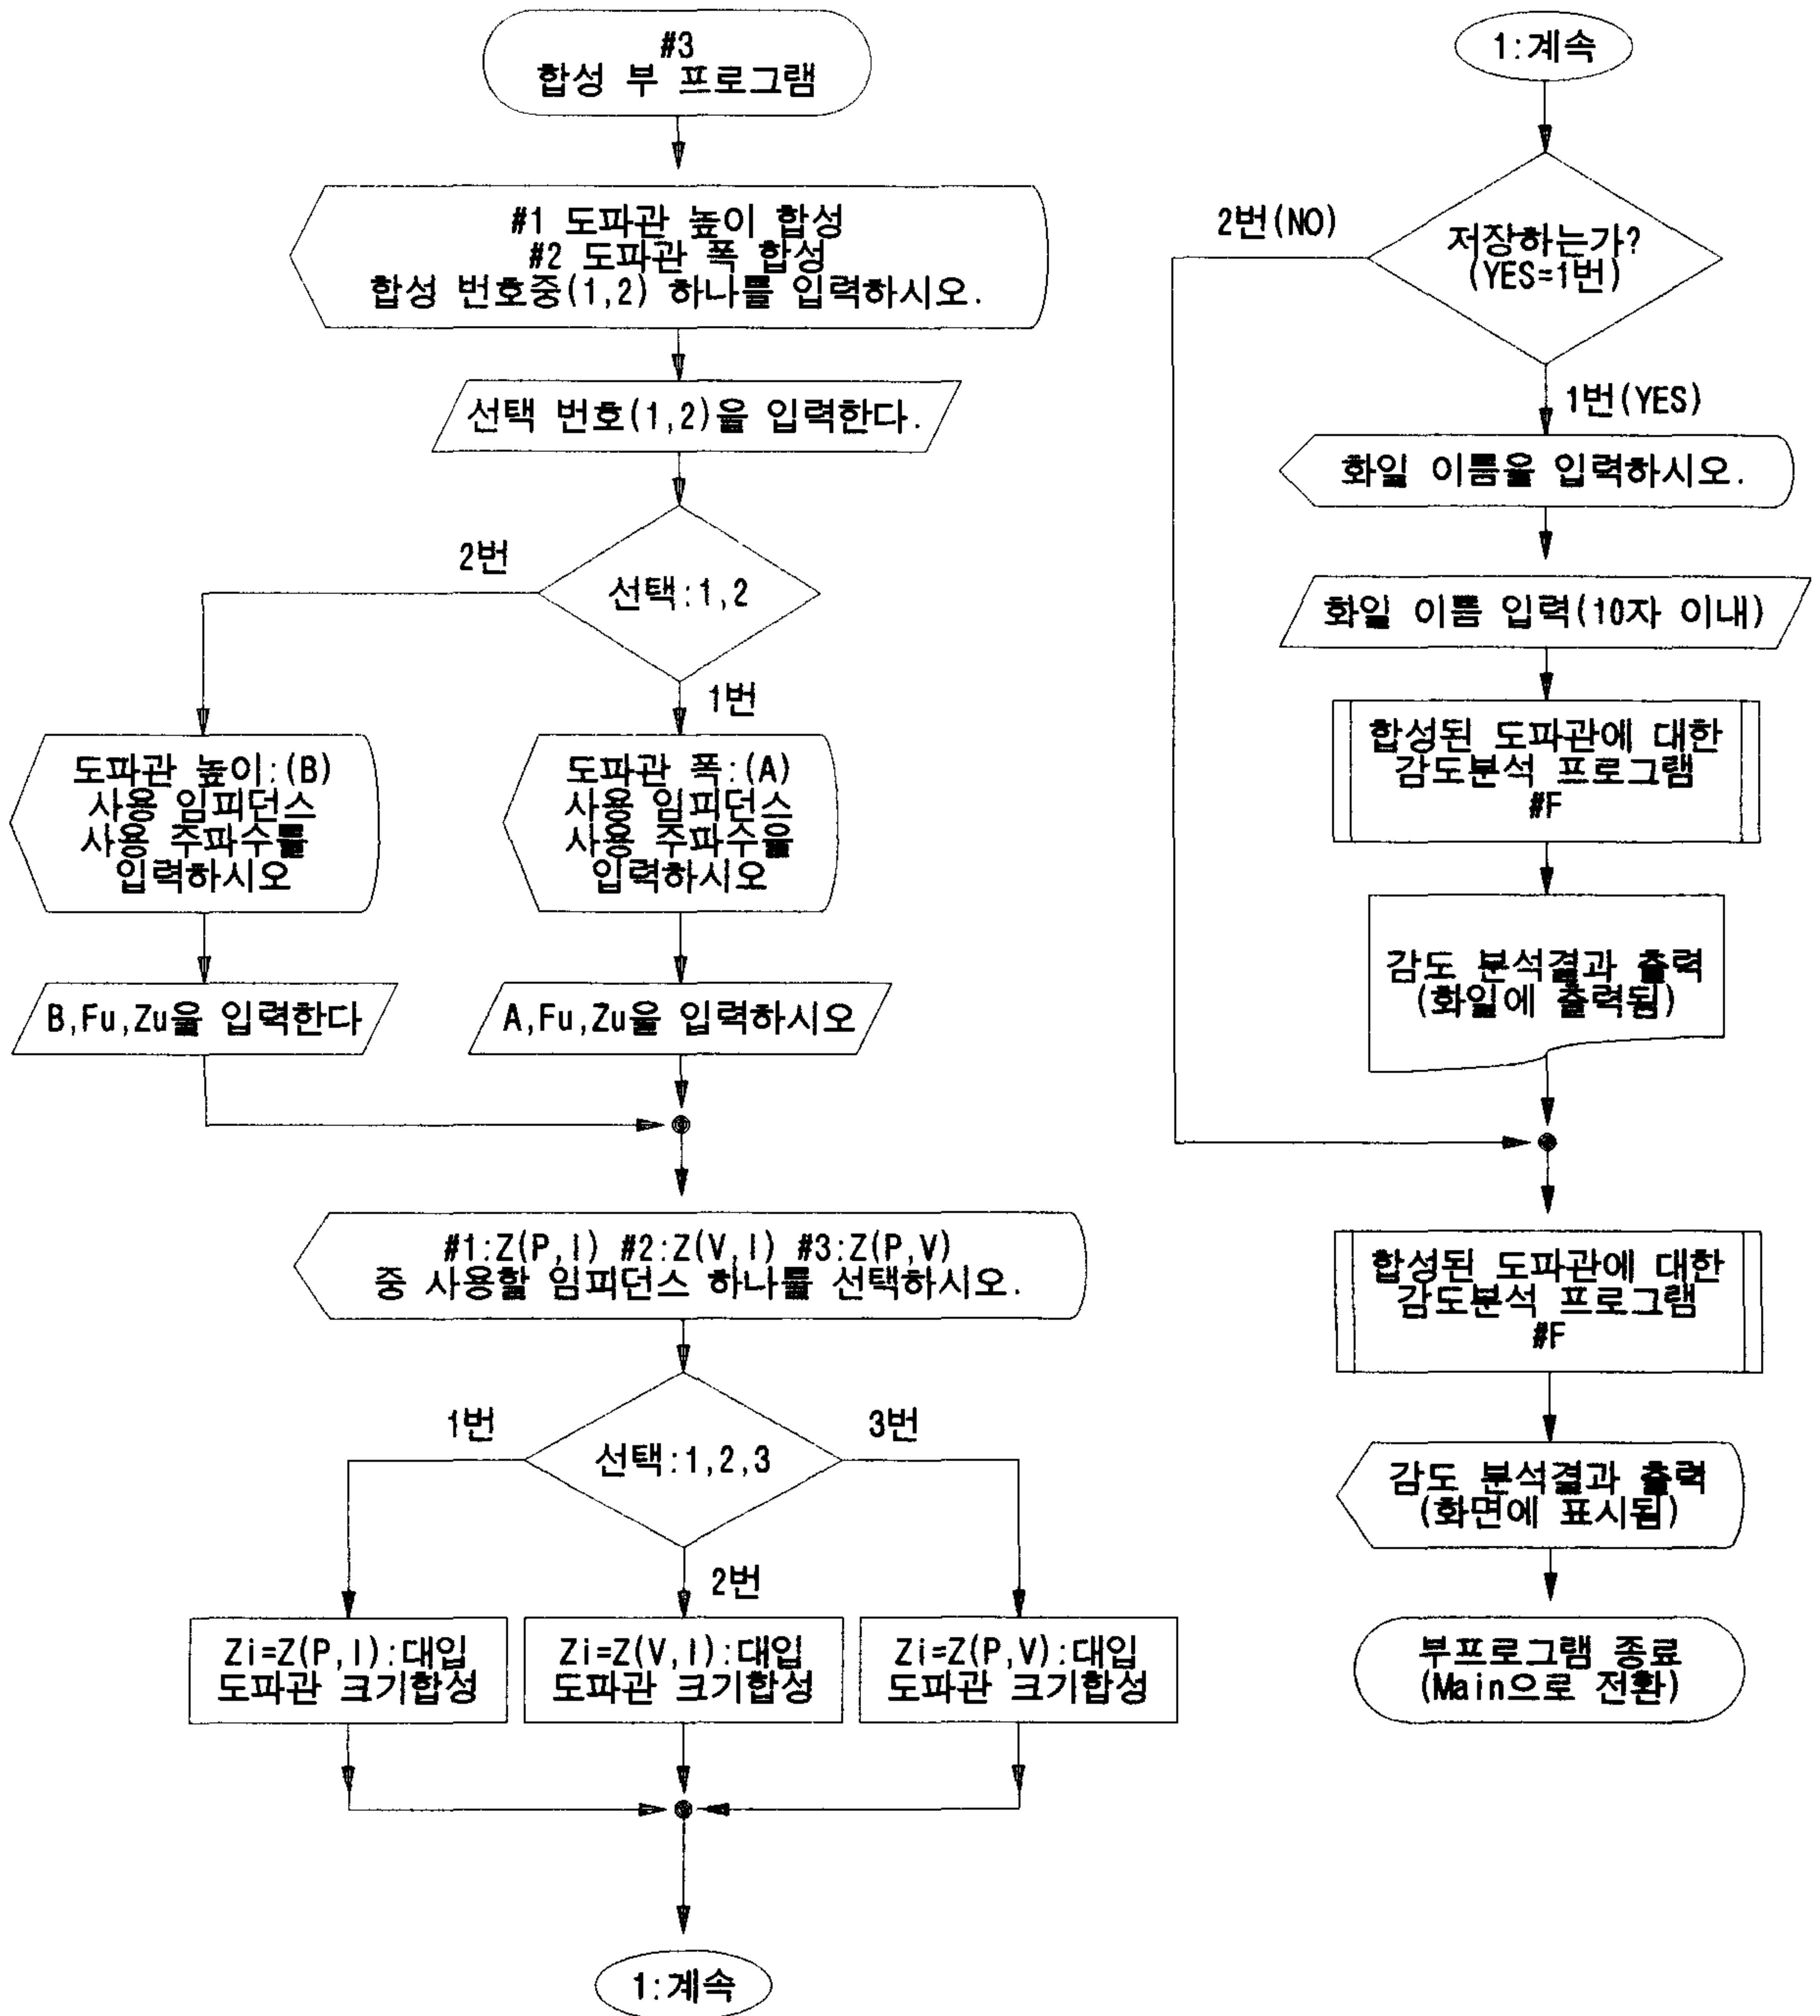 #3
합성 부 프로그램
#1 도파관 높이 합성
#2 도파관 폭 합성
합성 번호중(1,2) 하나를 입력하시오.
선택 번호(1,2)을 입력한다.
선택:1,2
2번
1번
도파관 높이:(B)
사용 임피던스
사용 주파수를
입력하시오
도파관 폭:(A)
사용 임피던스
사용 주파수을
입력하시오
B,Fu,Zu을 입력한다
A,Fu,Zu을 입력하시오
#1:Z(P,I) #2:Z(V,I) #3:Z(P,V)
중 사용할 임피던스 하나를 선택하시오.
선택:1,2,3
1번
3번
2번
Zi=Z(P,I):대입
도파관 크기합성
Zi=Z(V,I):대입
도파관 크기합성
Zi=Z(P,V):대입
도파관 크기합성
1:계속
1:계속
저장하는가?
(YES=1번)
2번(NO)
1번(YES)
화일 이름을 입력하시오.
화일 이름 입력(10자 이내)
합성된 도파관에 대한
감도분석 프로그램
#F
감도 분석결과 출력
(화일에 출력됨)
합성된 도파관에 대한
감도분석 프로그램
#F
감도 분석결과 출력
(화면에 표시됨)
부프로그램 종료
(Main으로 전환)